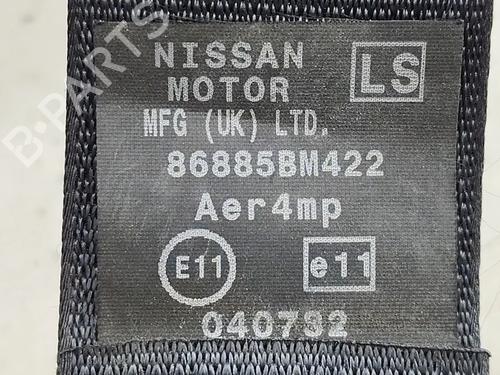 NISSAN LS
MOTOR
MFG (UK) LTD.
86885BM422
Aer4mp
E11 e11
040732
B-PARTS